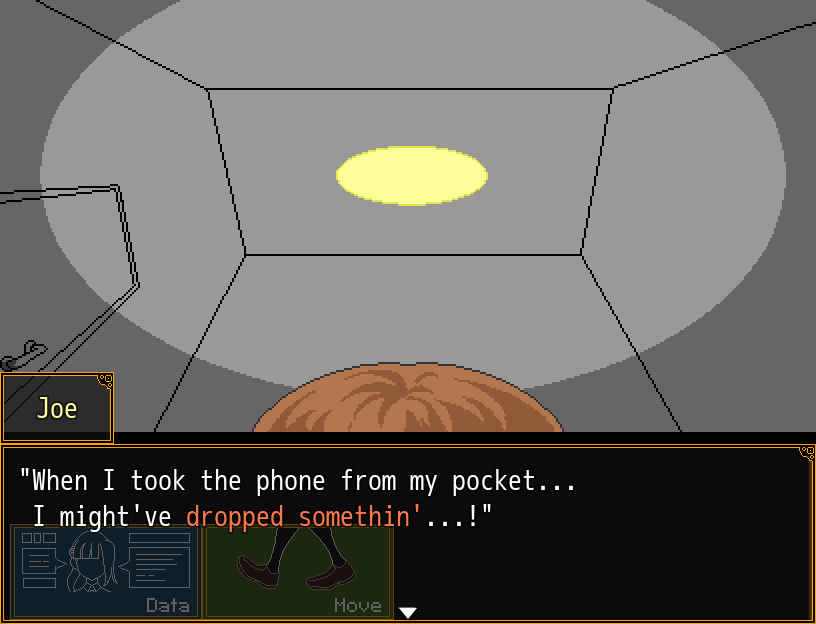 Joe
"When I took the phone from my pocket...
I might've dropped somethin'...!"
Data
Move